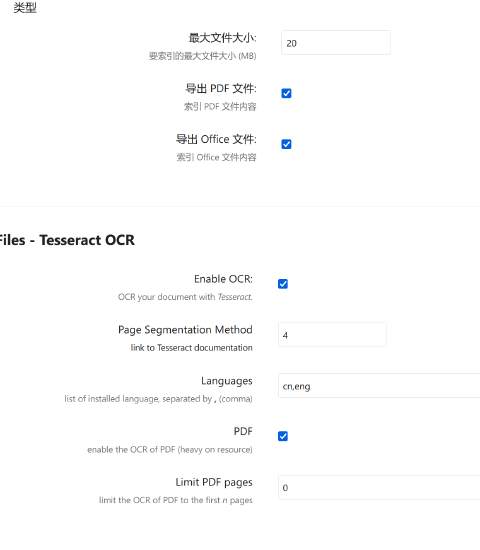 类型
最大文件大小:
20
要索引的最大文件大小 (MB)
导出 PDF 文件:
索引 PDF 文件内容
导出 Office 文件:
索引 Office 文件内容
Files - Tesseract OCR
Enable OCR:
OCR your document with Tesseract.
Page Segmentation Method
4
link to Tesseract documentation
Languages
cn,eng
list of installed language, separated by , (comma)
PDF
enable the OCR of PDF (heavy on resource)
Limit PDF pages
0
limit the OCR of PDF to the first n pages